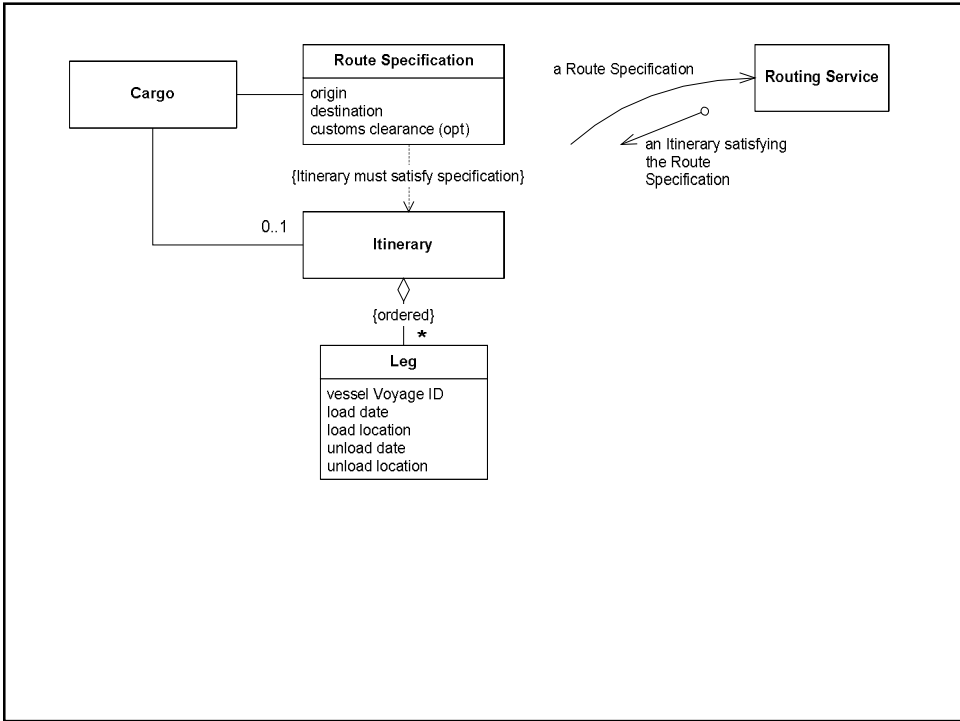 Cargo
Route Specification
origin
destination
customs clearance (opt)
{Itinerary must satisfy specification}
0..1
Itinerary
{ordered}
*
Leg
vessel Voyage ID
load date
load location
unload date
unload location
a Route Specification
Routing Service
an Itinerary satisfying
the Route
Specification